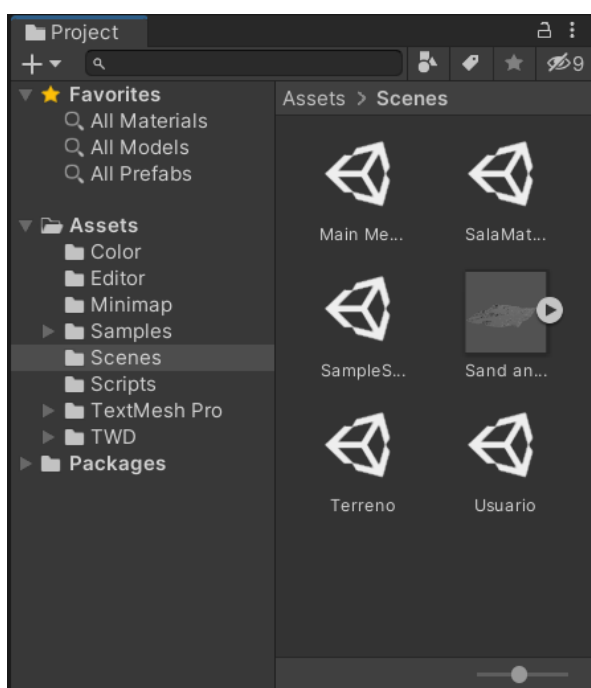 Project
9
Favorites
All Materials
All Models
All Prefabs
Assets
Color
Editor
Minimap
Samples
Scenes
Scripts
TextMesh Pro
TWD
Packages
Assets > Scenes
Main Me...
SalaMat...
SampleS...
Sand an...
Terreno
Usuario